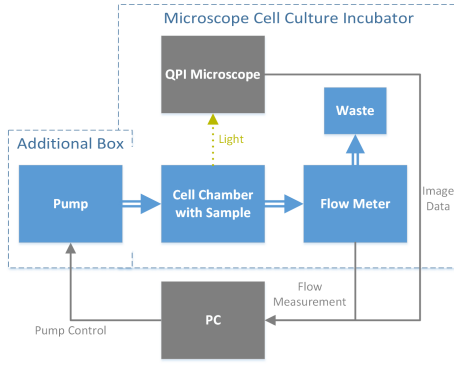 Microscope Cell Culture Incubator
QPI Microscope
Waste
Light
Additional Box
Pump
Cell Chamber
with Sample
Flow Meter
Image
Data
Flow
Measurement
PC
Pump Control